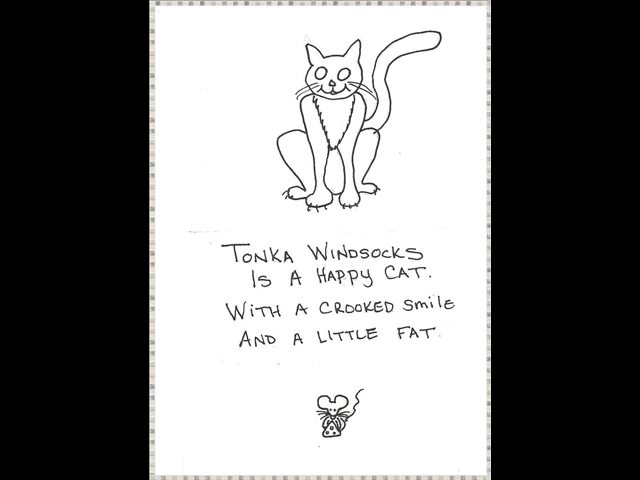 Tonka Windsocks
Is a Happy Cat.
With a crooked smile
And a little fat.